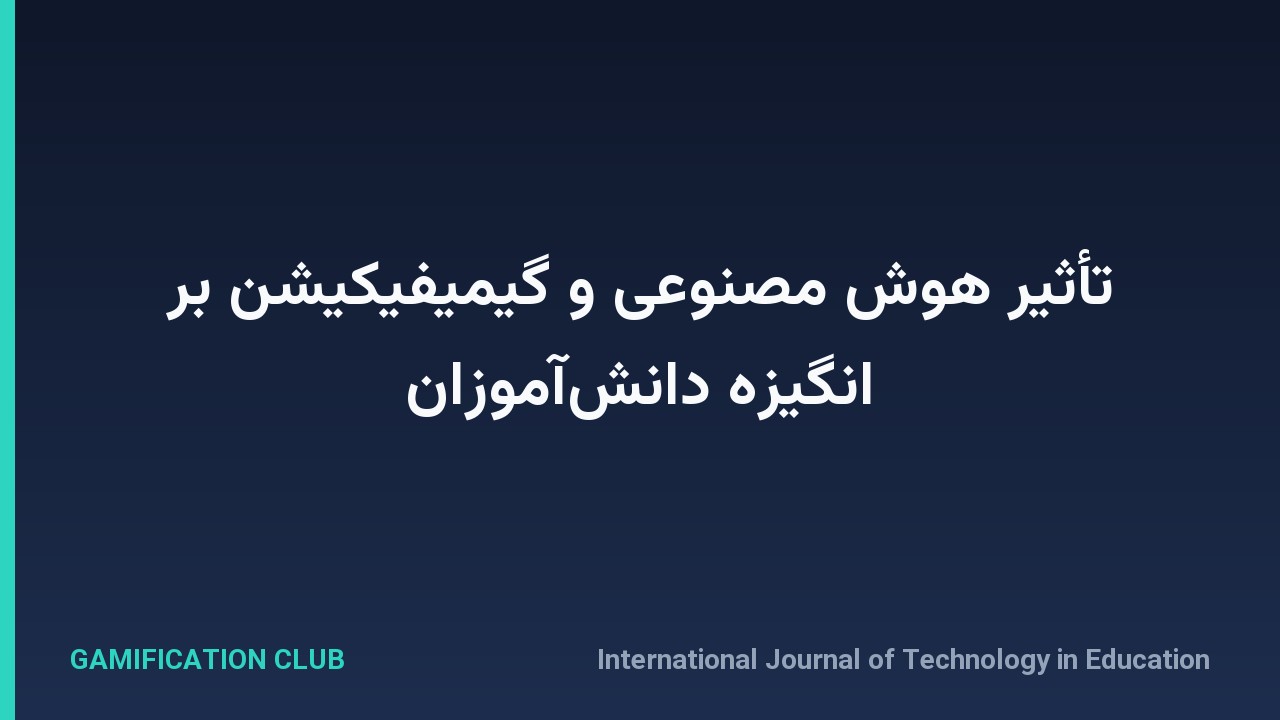 تأثیر هوش مصنوعی و گیمیفیکیشن بر
انگیزه دانش‌آموزان
GAMIFICATION CLUB
International Journal of Technology in Education